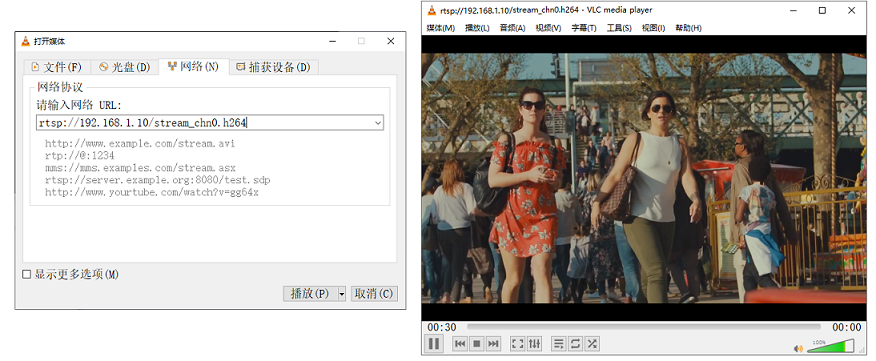 打开媒体
文件(F) 光盘(D) 网络(N) 捕获设备(D)
网络协议
请输入网络 URL:
rtsp://192.168.1.10/stream_chn0.h264
http://www.example.com/stream.avi
rtp://@:1234
mms://mms.examples.com/stream.asx
rtsp://server.example.org:8080/test.sdp
http://www.yourtube.com/watch?v=gg64x
显示更多选项(M)
播放(P) 取消(C)
rtsp://192.168.1.10/stream_chn0.h264 - VLC media player
媒体(M) 播放(L) 音频(A) 视频(V) 字幕(T) 工具(S) 视图(I) 帮助(H)
00:30 00:00
100%